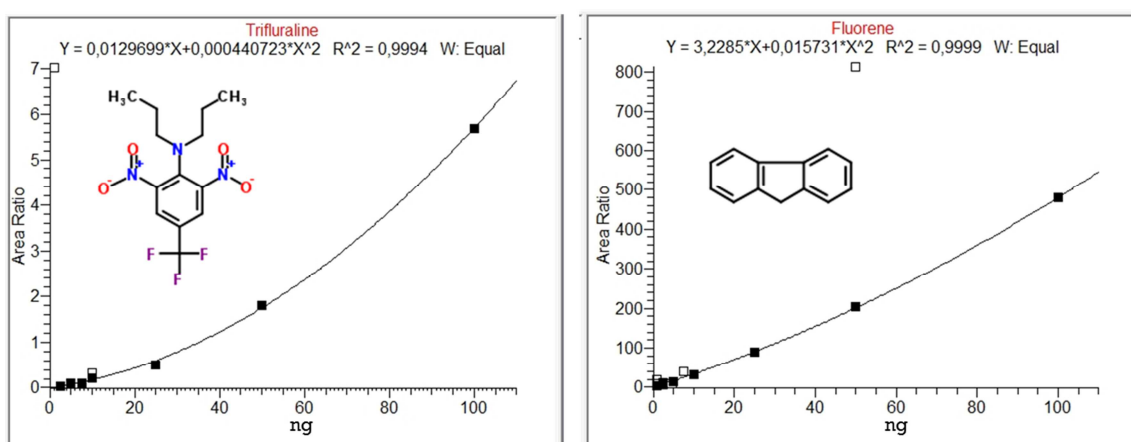 Trifluraline
Y = 0,0129699*X+0,000440723*X^2 R^2 = 0,9994 W: Equal
7
6
5
4
3
2
1
0
Area Ratio
H₃C
CH₃
N
O
O
N+
N+
O-
O-
F
F
F
0
20
40
60
80
100
ng
Fluorene
Y = 3,2285*X+0,015731*X^2 R^2 = 0,9999 W: Equal
800
700
600
500
400
300
200
100
0
Area Ratio
0
20
40
60
80
100
ng